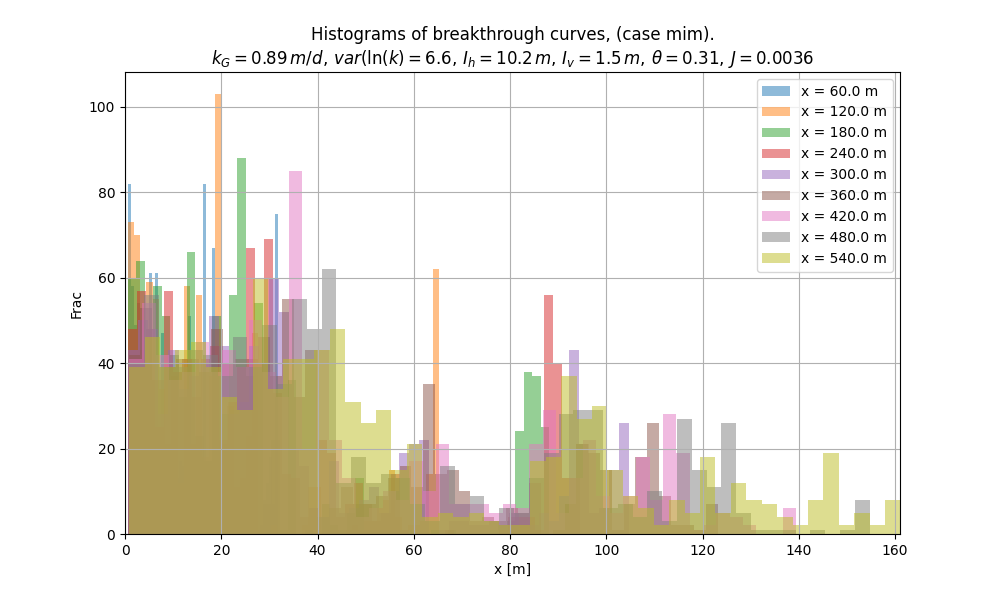 Histograms of breakthrough curves, (case mim).
k_G = 0.89 m/d, var(ln(k) = 6.6, I_h = 10.2 m, I_v = 1.5 m, θ = 0.31, J = 0.0036
x = 60.0 m
x = 120.0 m
x = 180.0 m
x = 240.0 m
x = 300.0 m
x = 360.0 m
x = 420.0 m
x = 480.0 m
x = 540.0 m
100
80
60
40
20
0
Frac
0 20 40 60 80 100 120 140 160
x [m]